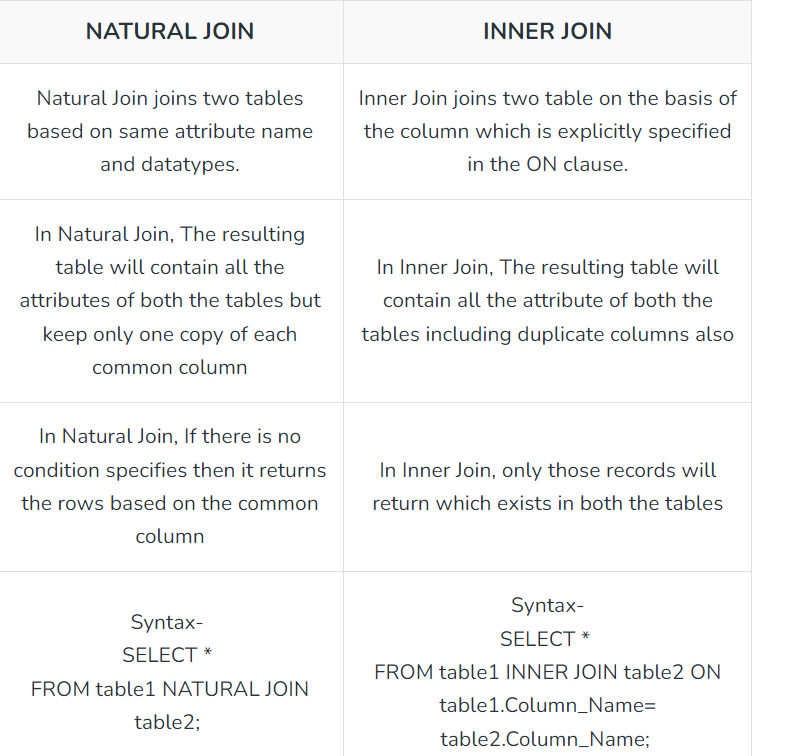 NATURAL JOIN
INNER JOIN
Natural Join joins two tables
based on same attribute name
and datatypes.
Inner Join joins two table on the basis of
the column which is explicitly specified
in the ON clause.
In Natural Join, The resulting
table will contain all the
attributes of both the tables but
keep only one copy of each
common column
In Inner Join, The resulting table will
contain all the attribute of both the
tables including duplicate columns also
In Natural Join, If there is no
condition specifies then it returns
the rows based on the common
column
In Inner Join, only those records will
return which exists in both the tables
Syntax-
SELECT *
FROM table1 NATURAL JOIN
table2;
Syntax-
SELECT *
FROM table1 INNER JOIN table2 ON
table1.Column_Name=
table2.Column_Name;